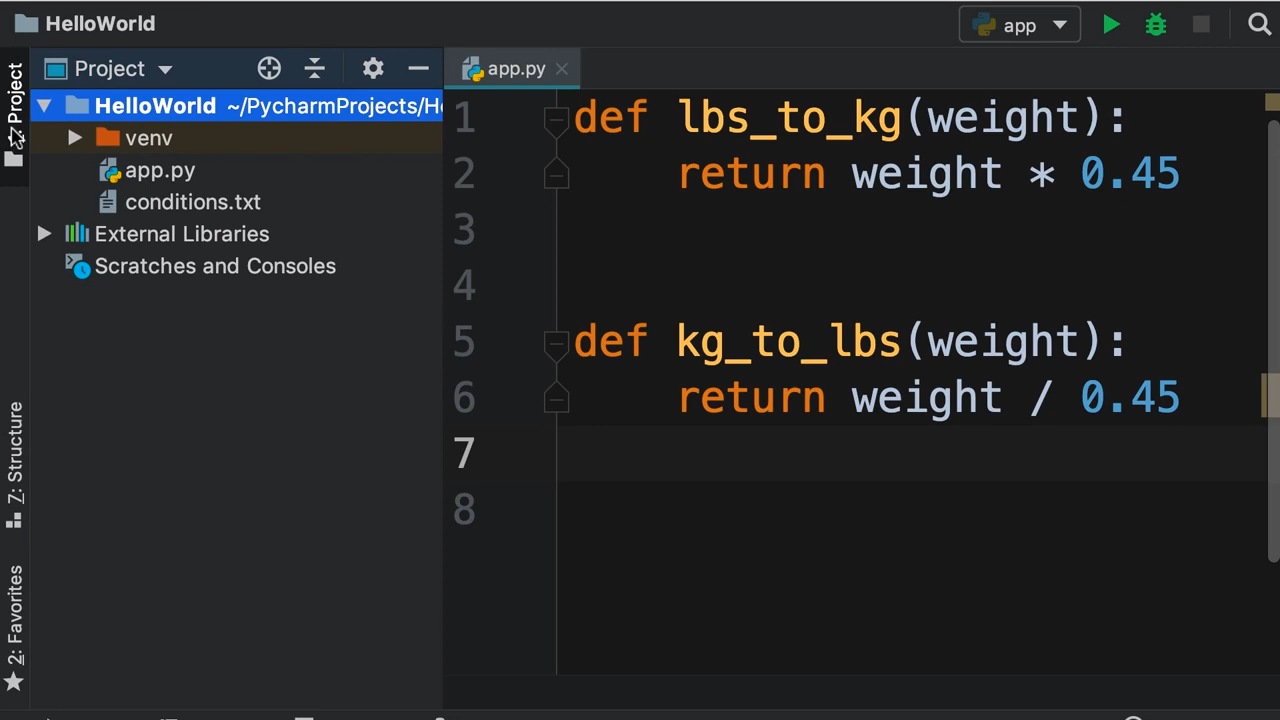 HelloWorld
app
Project
Project
app.py
HelloWorld ~/PycharmProjects/He
venv
app.py
conditions.txt
External Libraries
Scratches and Consoles
7: Structure
2: Favorites
1 def lbs_to_kg(weight):
2 return weight * 0.45
3
4
5 def kg_to_lbs(weight):
6 return weight / 0.45
7
8